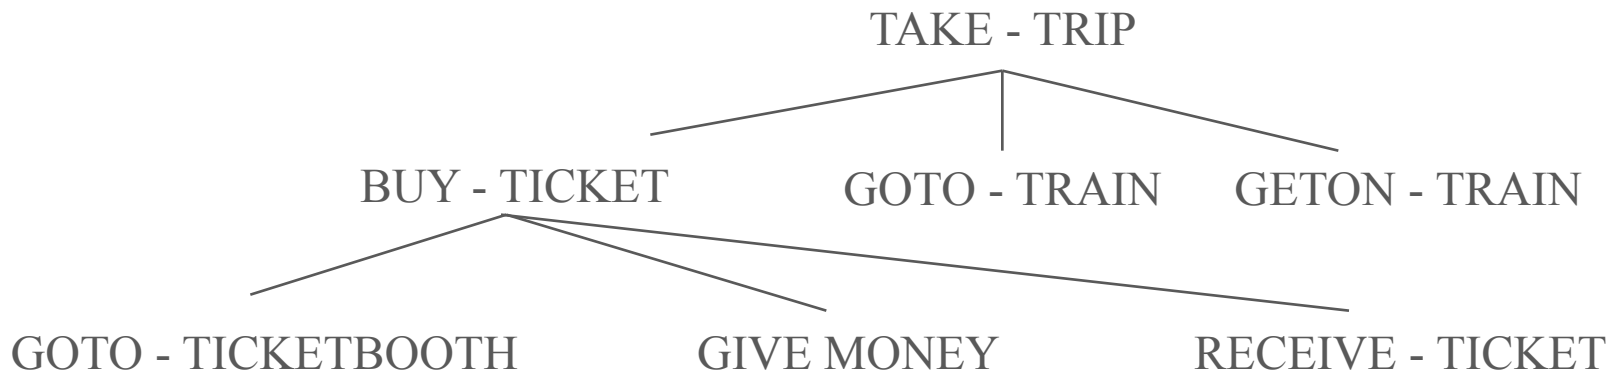 TAKE - TRIP
BUY - TICKET
GOTO - TRAIN
GETON - TRAIN
GOTO - TICKETBOOTH
GIVE MONEY
RECEIVE - TICKET